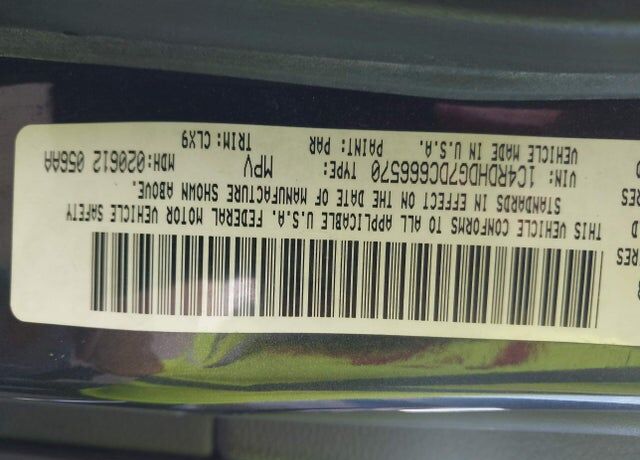 THIS VEHICLE CONFORMS TO ALL APPLICABLE U.S.A. FEDERAL MOTOR VEHICLE SAFETY
STANDARDS IN EFFECT ON THE DATE OF MANUFACTURE SHOWN ABOVE.
VIN: 1C4RDHDG7DC666570 TYPE: MPV MDH:020612 056AA
VEHICLE MADE IN U.S.A. PAINT: PAR TRIM: CLX9